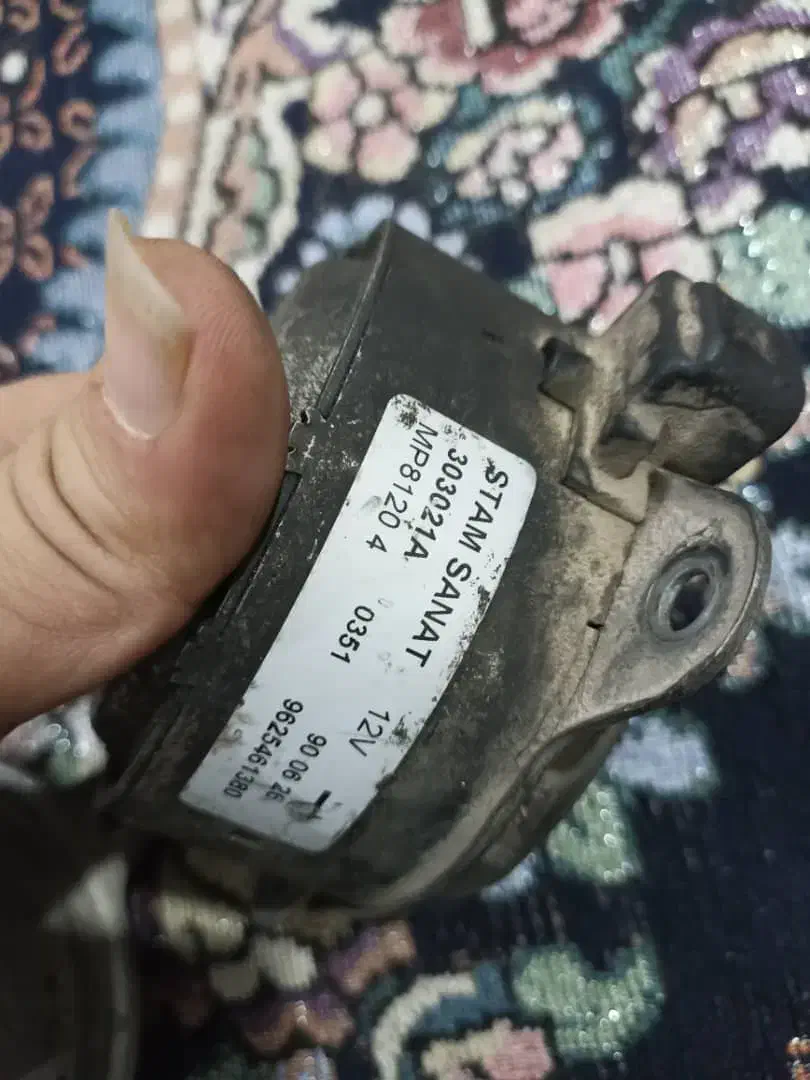 STAM SANAT
303021A 12V
MP8120 4 0351 90 06 26
9625461380